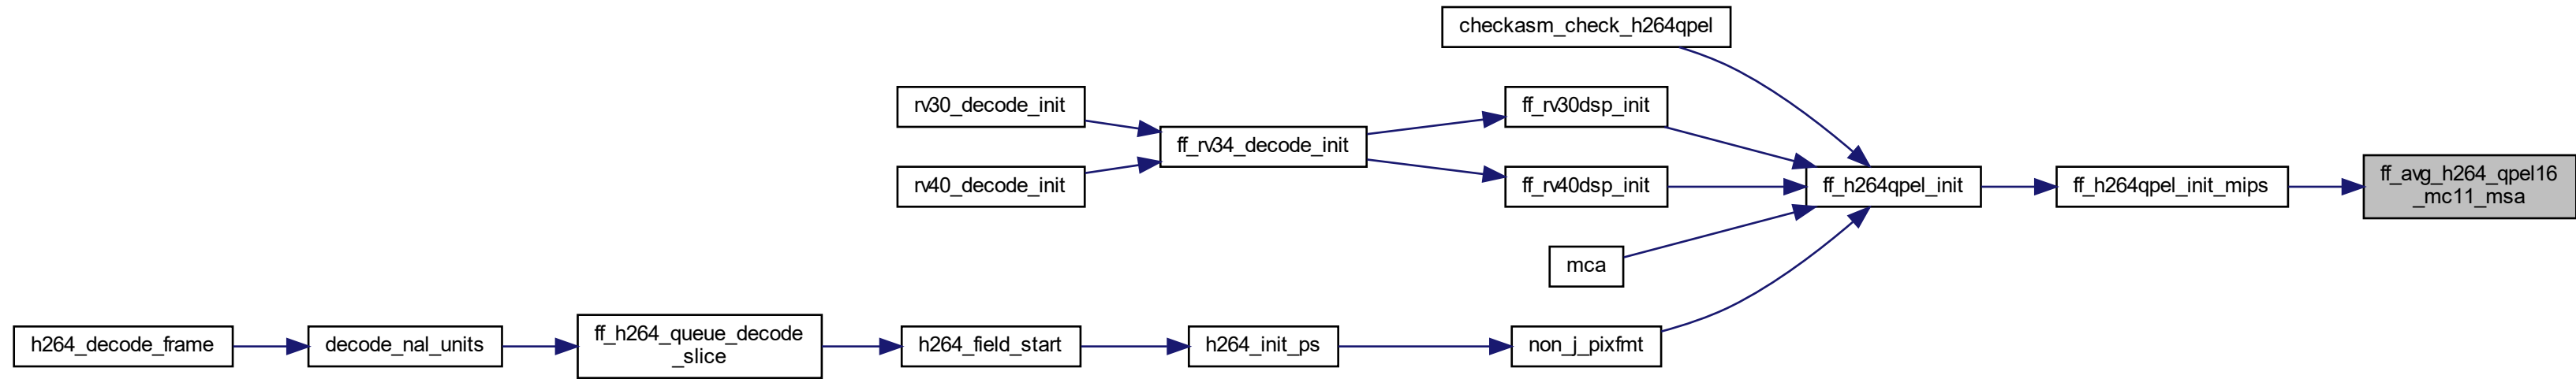 checkasm_check_h264qpel
rv30_decode_init
ff_rv30dsp_init
ff_rv34_decode_init
rv40_decode_init
ff_rv40dsp_init
ff_h264qpel_init
ff_h264qpel_init_mips
ff_avg_h264_qpel16
_mc11_msa
mca
h264_decode_frame
decode_nal_units
ff_h264_queue_decode
_slice
h264_field_start
h264_init_ps
non_j_pixfmt